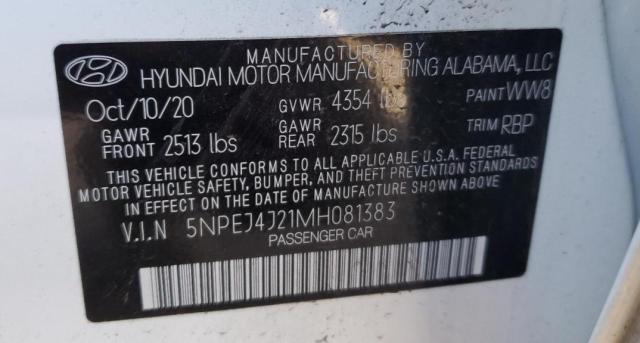 MANUFACTURED BY
HYUNDAI MOTOR MANUFACTURING ALABAMA, LLC
Oct/10/20 GVWR 4354 lbs PAINT WW8
GAWR FRONT 2513 lbs GAWR REAR 2315 lbs TRIM RBP
THIS VEHICLE CONFORMS TO ALL APPLICABLE U.S.A. FEDERAL
MOTOR VEHICLE SAFETY, BUMPER, AND THEFT PREVENTION STANDARDS
IN EFFECT ON THE DATE OF MANUFACTURE SHOWN ABOVE
V.I.N 5NPEJ4J21MH081383
PASSENGER CAR